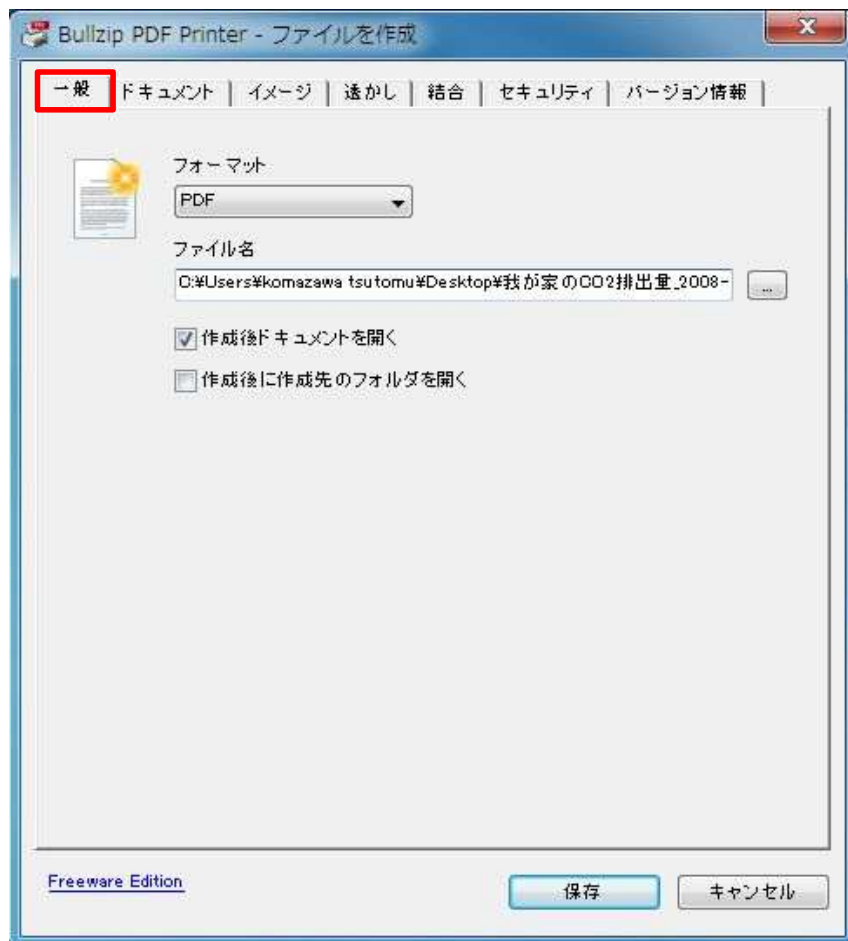 Bullzip PDF Printer - ファイルを作成
一般 ドキュメント イメージ 透かし 結合 セキュリティ バージョン情報
フォーマット
PDF
ファイル名
C:¥Users¥komazawa tsutomu¥Desktop¥我が家のCO2排出量_2008-
...
作成後ドキュメントを開く
作成後に作成先のフォルダを開く
Freeware Edition
保存 キャンセル